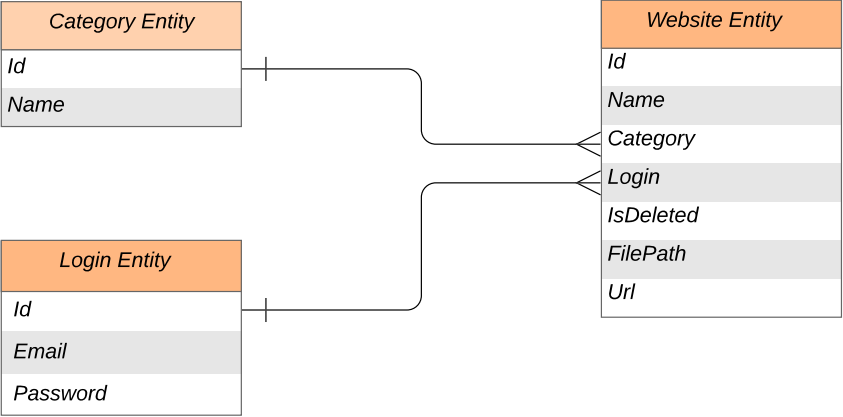 Category Entity
Id
Name
Website Entity
Id
Name
Category
Login
IsDeleted
FilePath
Url
Login Entity
Id
Email
Password